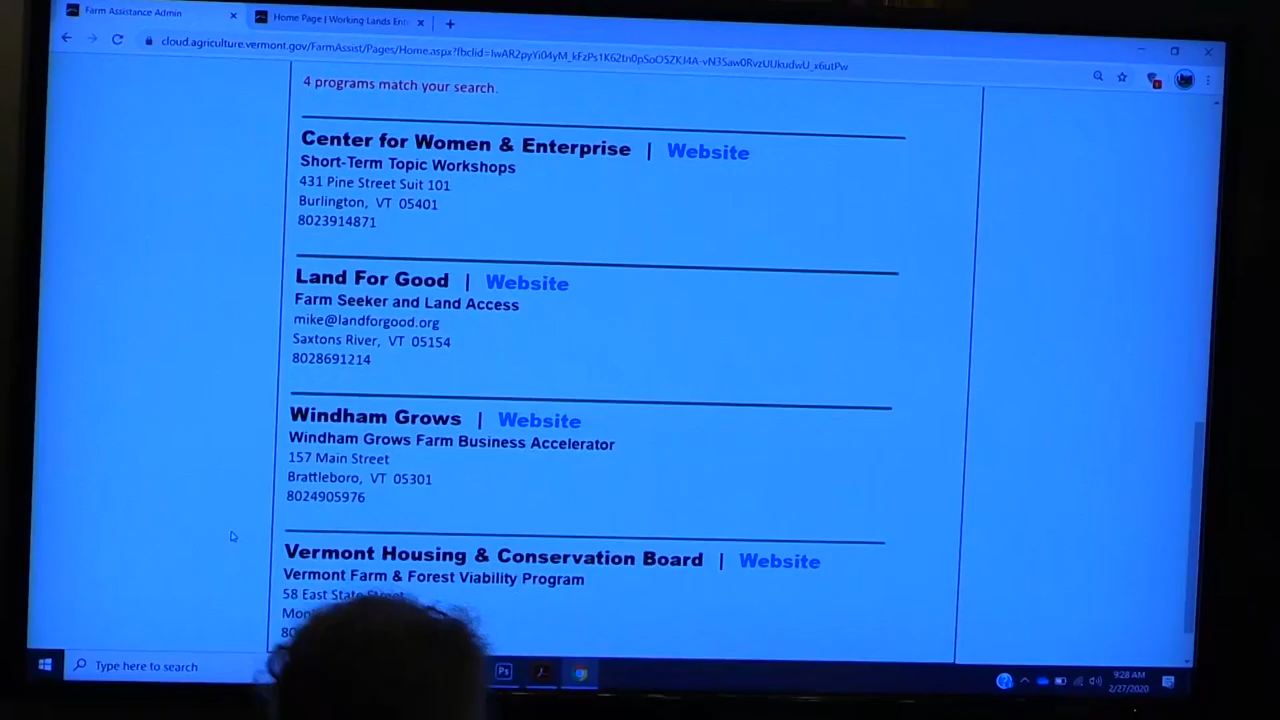 Farm Assistance Admin
Home Page | Working Lands Ent
cloud.agriculture.vermont.gov/FarmAssist/Pages/Home.aspx?fbclid=
4 programs match your search.
Center for Women & Enterprise | Website
Short-Term Topic Workshops
431 Pine Street Suit 101
Burlington, VT 05401
8023914871
Land For Good | Website
Farm Seeker and Land Access
mike@landforgood.org
Saxtons River, VT 05154
8028691214
Windham Grows | Website
Windham Grows Farm Business Accelerator
157 Main Street
Brattleboro, VT 05301
8024905976
Vermont Housing & Conservation Board | Website
Vermont Farm & Forest Viability Program
58 East State Street
Mon
80
Type here to search
Ps
9:28 AM
2/27/2020